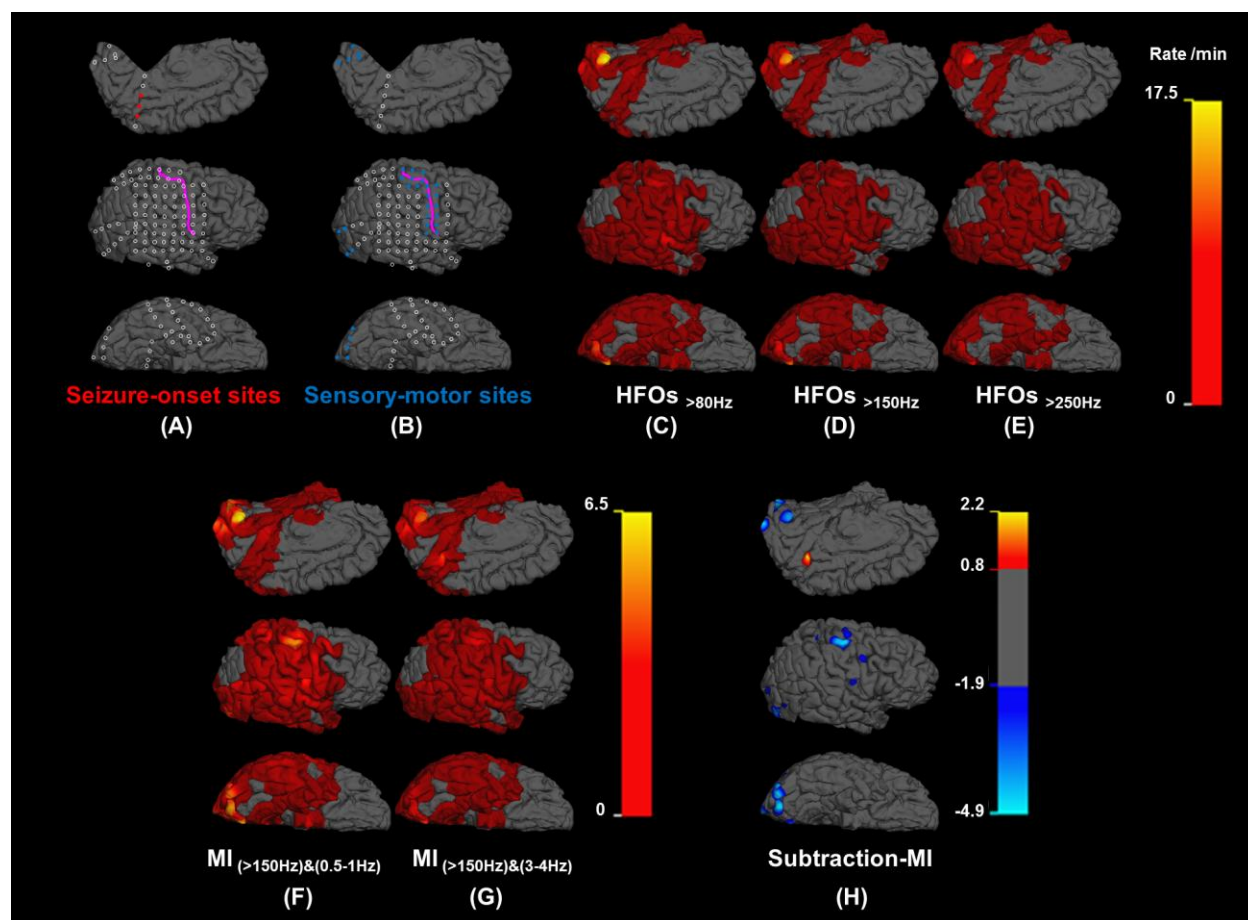 Rate /min
17.5
0
Seizure-onset sites
(A)
Sensory-motor sites
(B)
HFOs >80Hz
(C)
HFOs >150Hz
(D)
HFOs >250Hz
(E)
6.5
0
2.2
0.8
-1.9
-4.9
MI (>150Hz)&(0.5-1Hz)
(F)
MI (>150Hz)&(3-4Hz)
(G)
Subtraction-MI
(H)